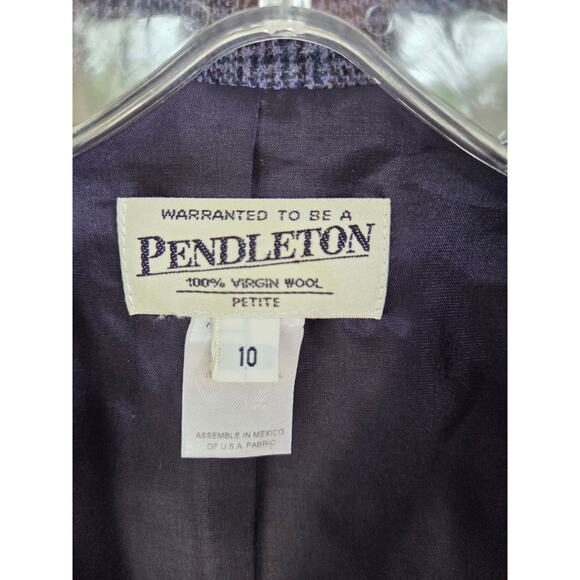 WARRANTED TO BE A
PENDLETON
100% VIRGIN WOOL
PETITE
10
ASSEMBLE IN MEXICO
OF U.S.A. FABRIC